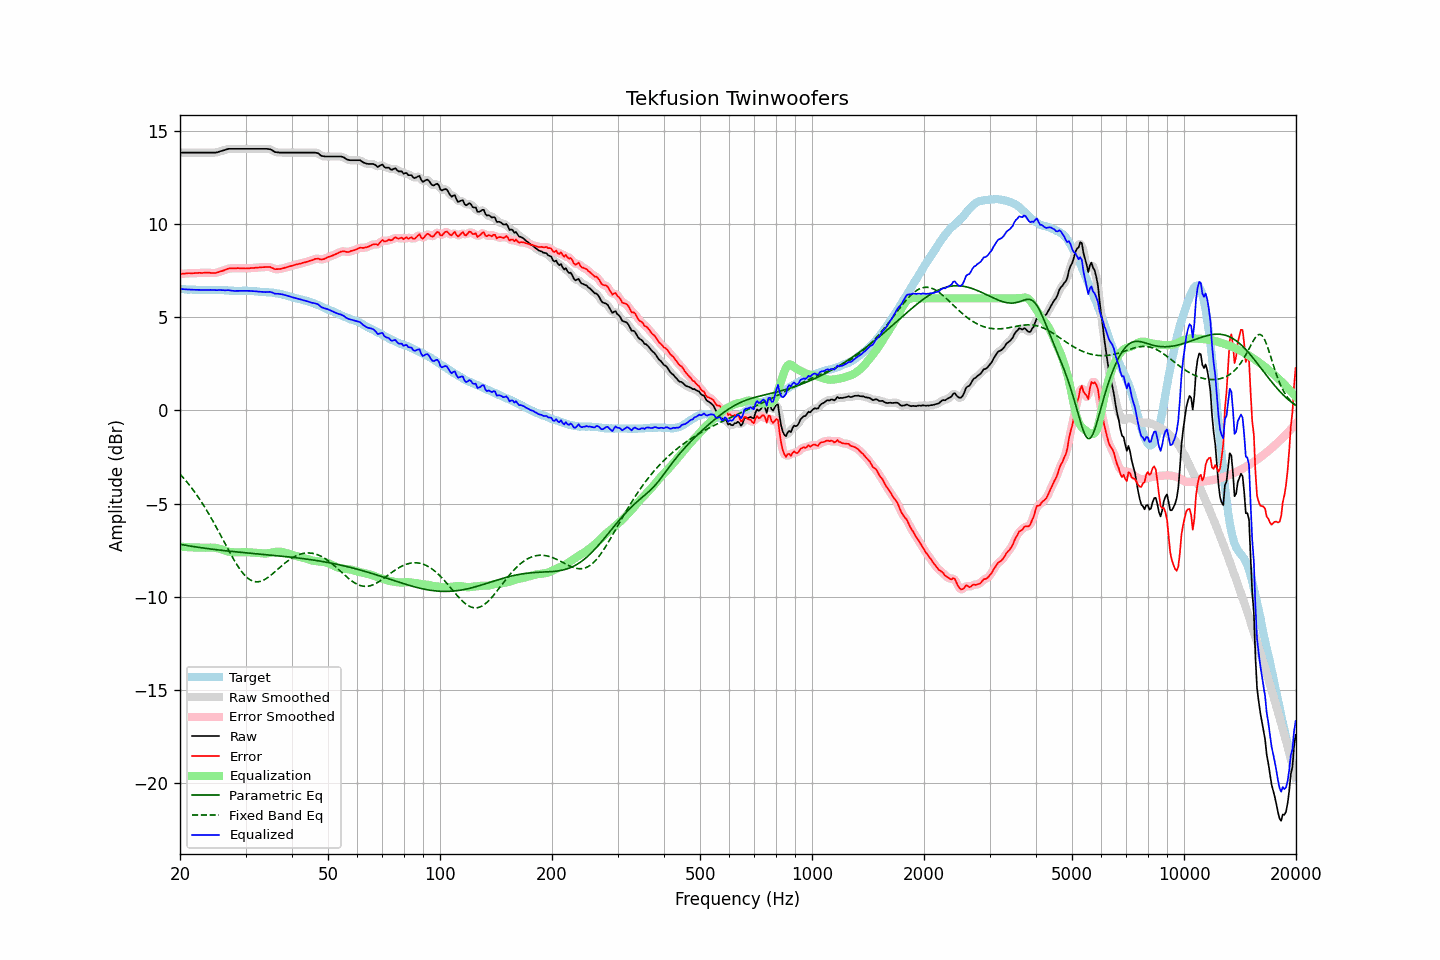 Tekfusion Twinwoofers
15
10
5
0
−5
−10
−15
−20
Amplitude (dBr)
Target
Raw Smoothed
Error Smoothed
Raw
Error
Equalization
Parametric Eq
Fixed Band Eq
Equalized
20 50 100 200 500 1000 2000 5000 10000 20000
Frequency (Hz)